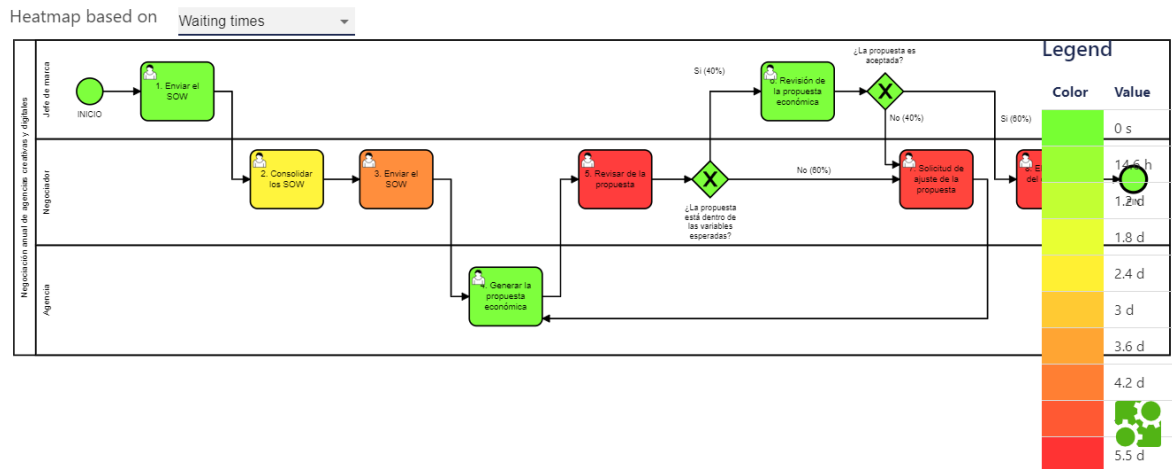 Heatmap based on
Waiting times
Negociación anual de agencias creativas y digitales
Jefe de marca
INICIO
1. Enviar el
SOW
Si (40%)
Revisión de
la propuesta
económica
¿La propuesta es
aceptada?
No (40%)
Si (60%)
Negociador
2. Consolidar
los SOW
3. Enviar el
SOW
5. Revisar de la
propuesta
¿La propuesta
está dentro de
las variables
esperadas?
No (60%)
Solicitud de
ajuste de la
propuesta
del
FIN
Agencia
4. Generar la
propuesta
económica
Legend
Color Value
0 s
14.6 h
1.2 d
1.8 d
2.4 d
3 d
3.6 d
4.2 d
5.5 d